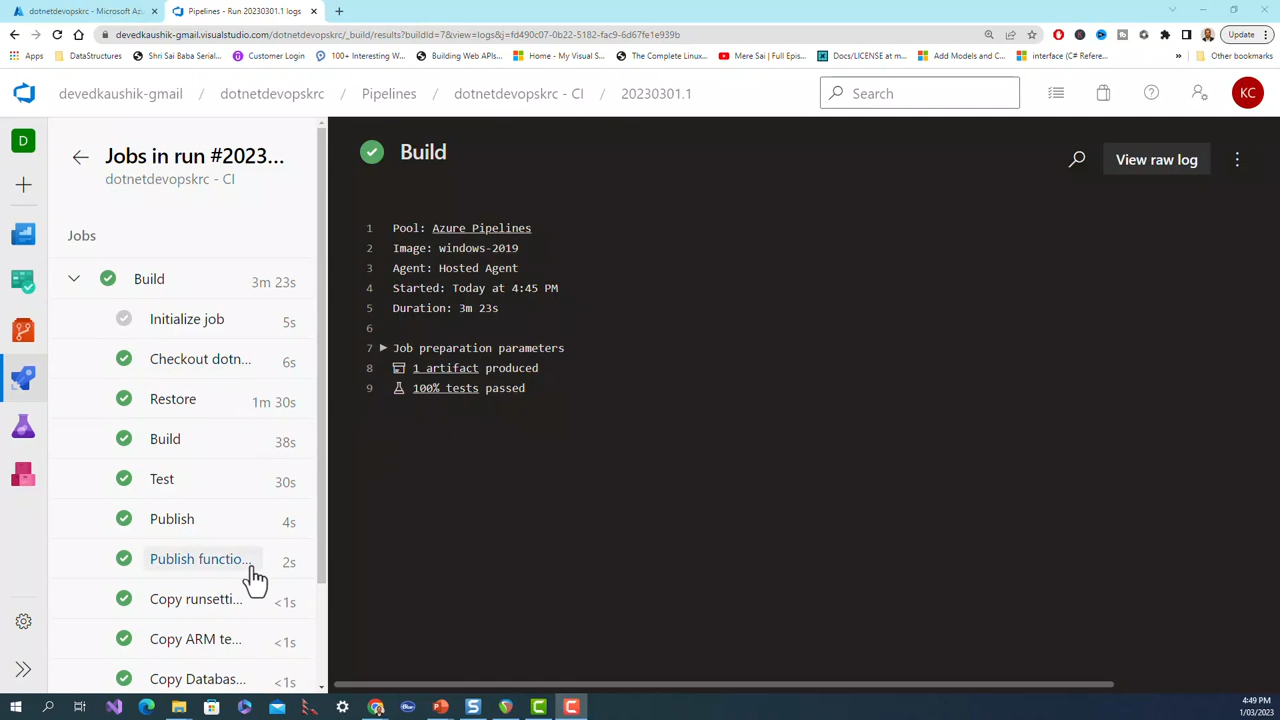 dotnetdevopskrc - Microsoft Azu
Pipelines - Run 20230301.1 logs
devedkaushik-gmail.visualstudio.com/dotnetdevopskrc/_build/results?buildId=7&view=logs&j=fd490c07-0b22-5182-fac9-6d67fe1e939b
Update
Apps
DataStructures
Shri Sai Baba Serial...
Customer Login
100+ Interesting W...
Building Web APIs...
Home - My Visual S...
The Complete Linux...
Mere Sai | Full Epis...
Docs/LICENSE at m...
Add Models and C...
interface (C# Refere...
»
Other bookmarks
devedkaushik-gmail / dotnetdevopskrc / Pipelines / dotnetdevopskrc - CI / 20230301.1
Search
KC
D
Jobs in run #2023...
dotnetdevopskrc - CI
Jobs
Build 3m 23s
Initialize job 5s
Checkout dotn... 6s
Restore 1m 30s
Build 38s
Test 30s
Publish 4s
Publish functio... 2s
Copy runsetti... <1s
Copy ARM te... <1s
Copy Databas... <1s
Build
View raw log
1 Pool: Azure Pipelines
2 Image: windows-2019
3 Agent: Hosted Agent
4 Started: Today at 4:45 PM
5 Duration: 3m 23s
6
7 Job preparation parameters
8 1 artifact produced
9 100% tests passed
4:49 PM
1/03/2023